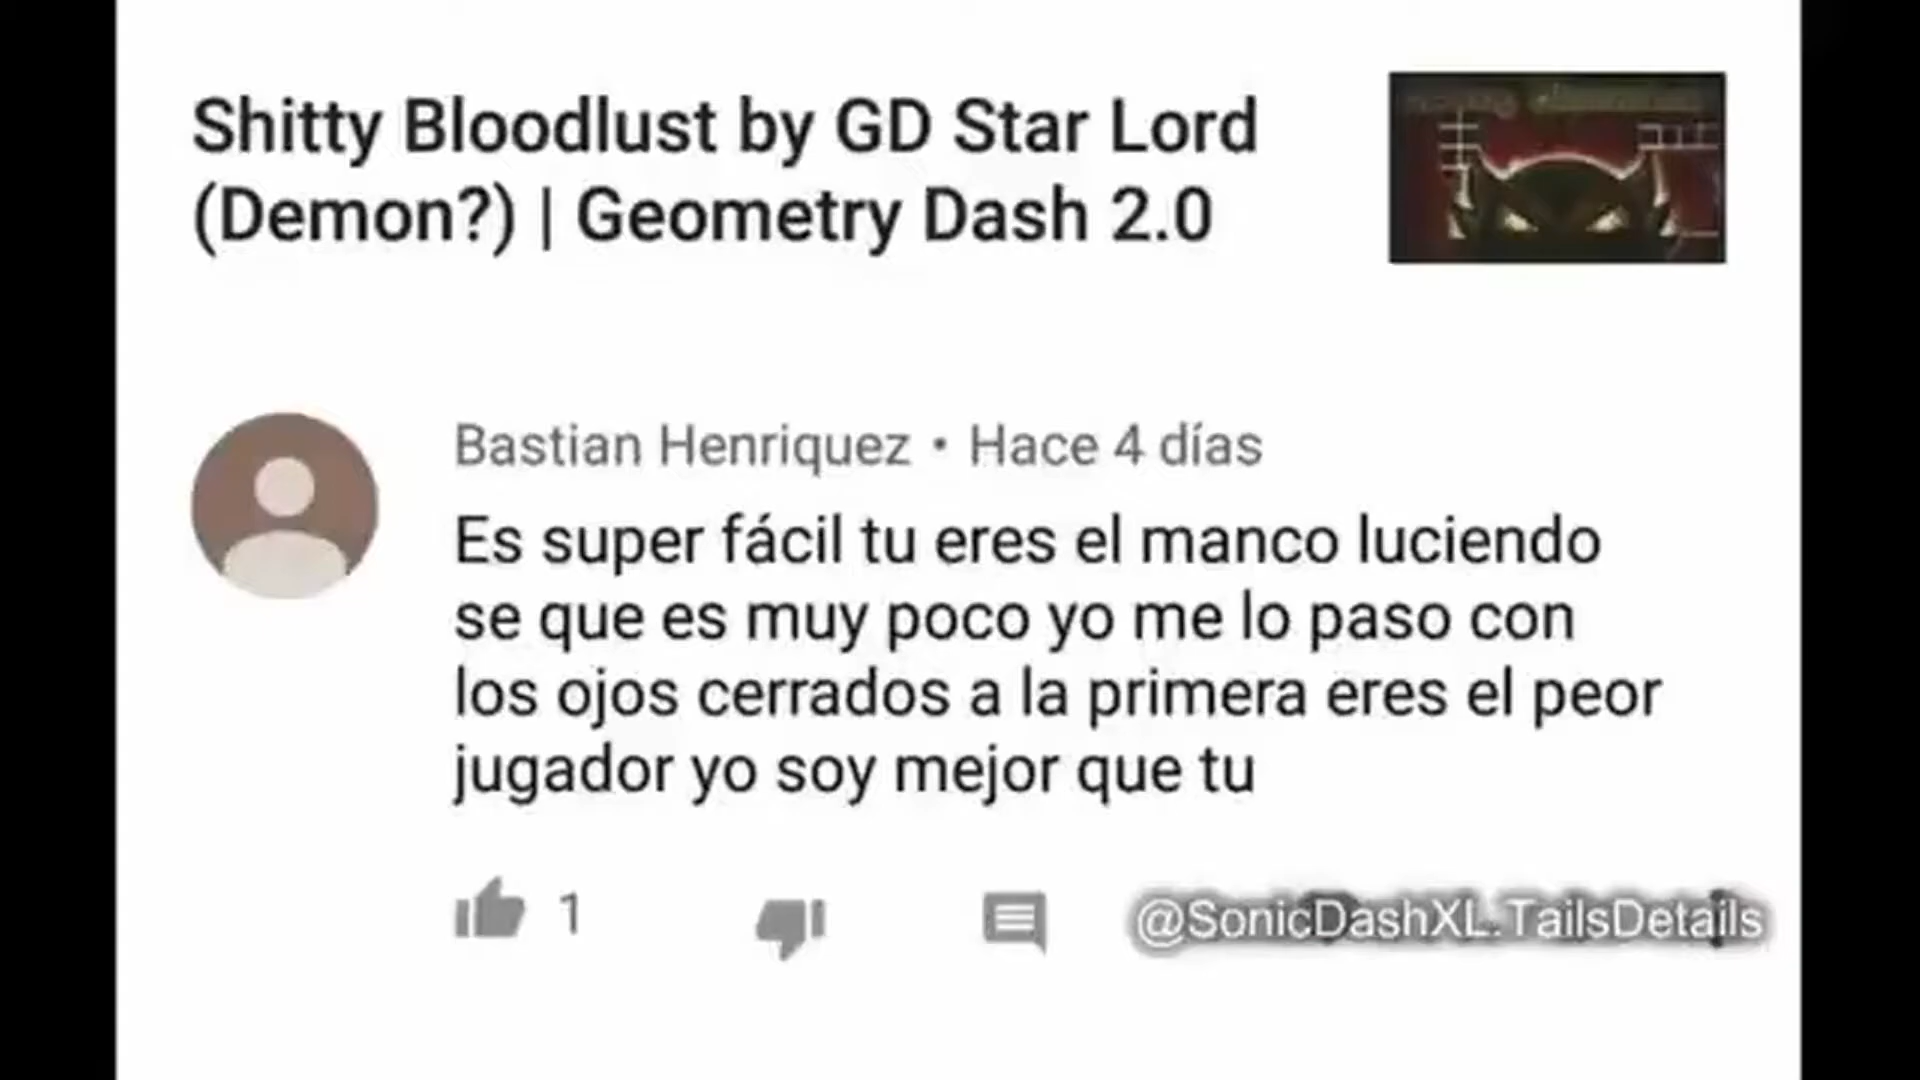 Shitty Bloodlust by GD Star Lord
(Demon?) | Geometry Dash 2.0
Bastian Henriquez • Hace 4 días
Es super fácil tu eres el manco luciendo
se que es muy poco yo me lo paso con
los ojos cerrados a la primera eres el peor
jugador yo soy mejor que tu
1
@SonicDashXL.TailsDetails